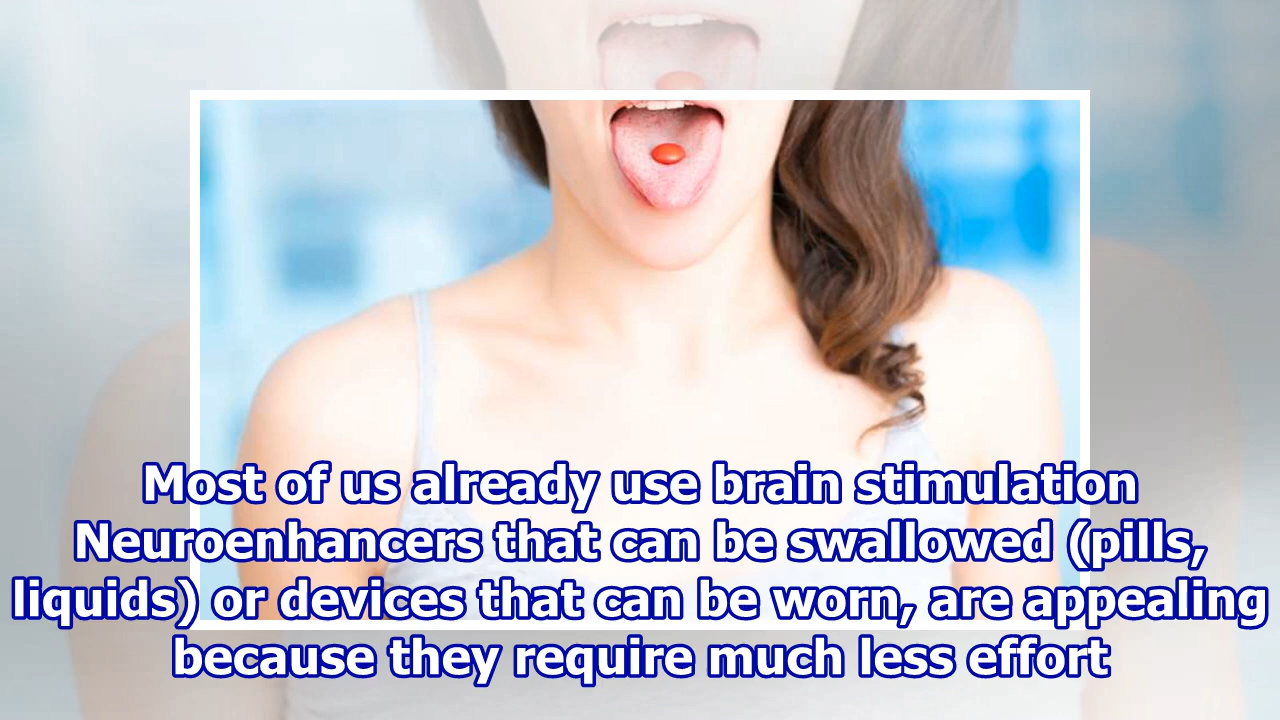 Most of us already use brain stimulation
Neuroenhancers that can be swallowed (pills,
liquids) or devices that can be worn, are appealing
because they require much less effort